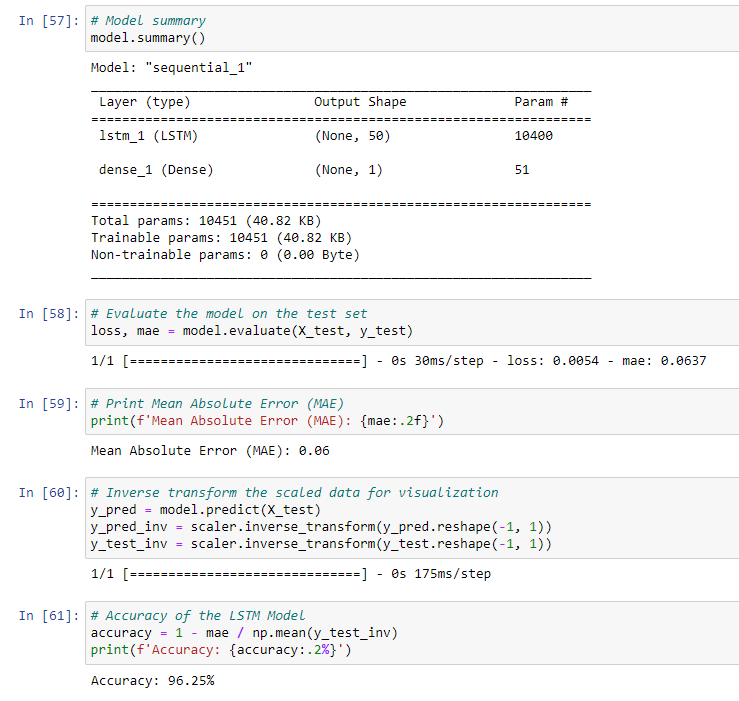 In [57]: # Model summary
model.summary()
Model: "sequential_1"
_________________________________________________________________
Layer (type) Output Shape Param #
=================================================================
lstm_1 (LSTM) (None, 50) 10400
dense_1 (Dense) (None, 1) 51
=================================================================
Total params: 10451 (40.82 KB)
Trainable params: 10451 (40.82 KB)
Non-trainable params: 0 (0.00 Byte)
_________________________________________________________________
In [58]: # Evaluate the model on the test set
loss, mae = model.evaluate(X_test, y_test)
1/1 [==============================] - 0s 30ms/step - loss: 0.0054 - mae: 0.0637
In [59]: # Print Mean Absolute Error (MAE)
print(f'Mean Absolute Error (MAE): {mae:.2f}')
Mean Absolute Error (MAE): 0.06
In [60]: # Inverse transform the scaled data for visualization
y_pred = model.predict(X_test)
y_pred_inv = scaler.inverse_transform(y_pred.reshape(-1, 1))
y_test_inv = scaler.inverse_transform(y_test.reshape(-1, 1))
1/1 [==============================] - 0s 175ms/step
In [61]: # Accuracy of the LSTM Model
accuracy = 1 - mae / np.mean(y_test_inv)
print(f'Accuracy: {accuracy:.2%}')
Accuracy: 96.25%